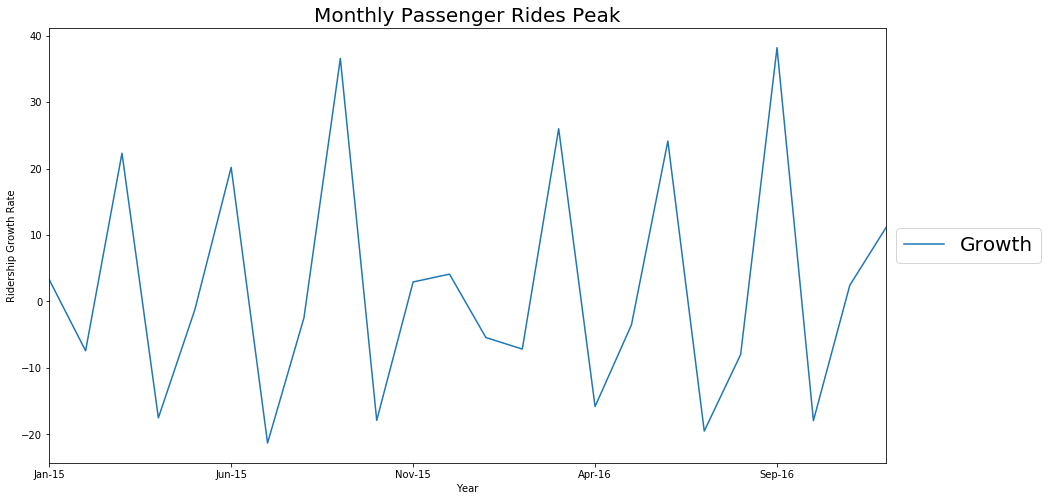 Monthly Passenger Rides Peak
40
30
20
10
0
−10
−20
Ridership Growth Rate
Jan-15
Jun-15
Nov-15
Apr-16
Sep-16
Year
Growth